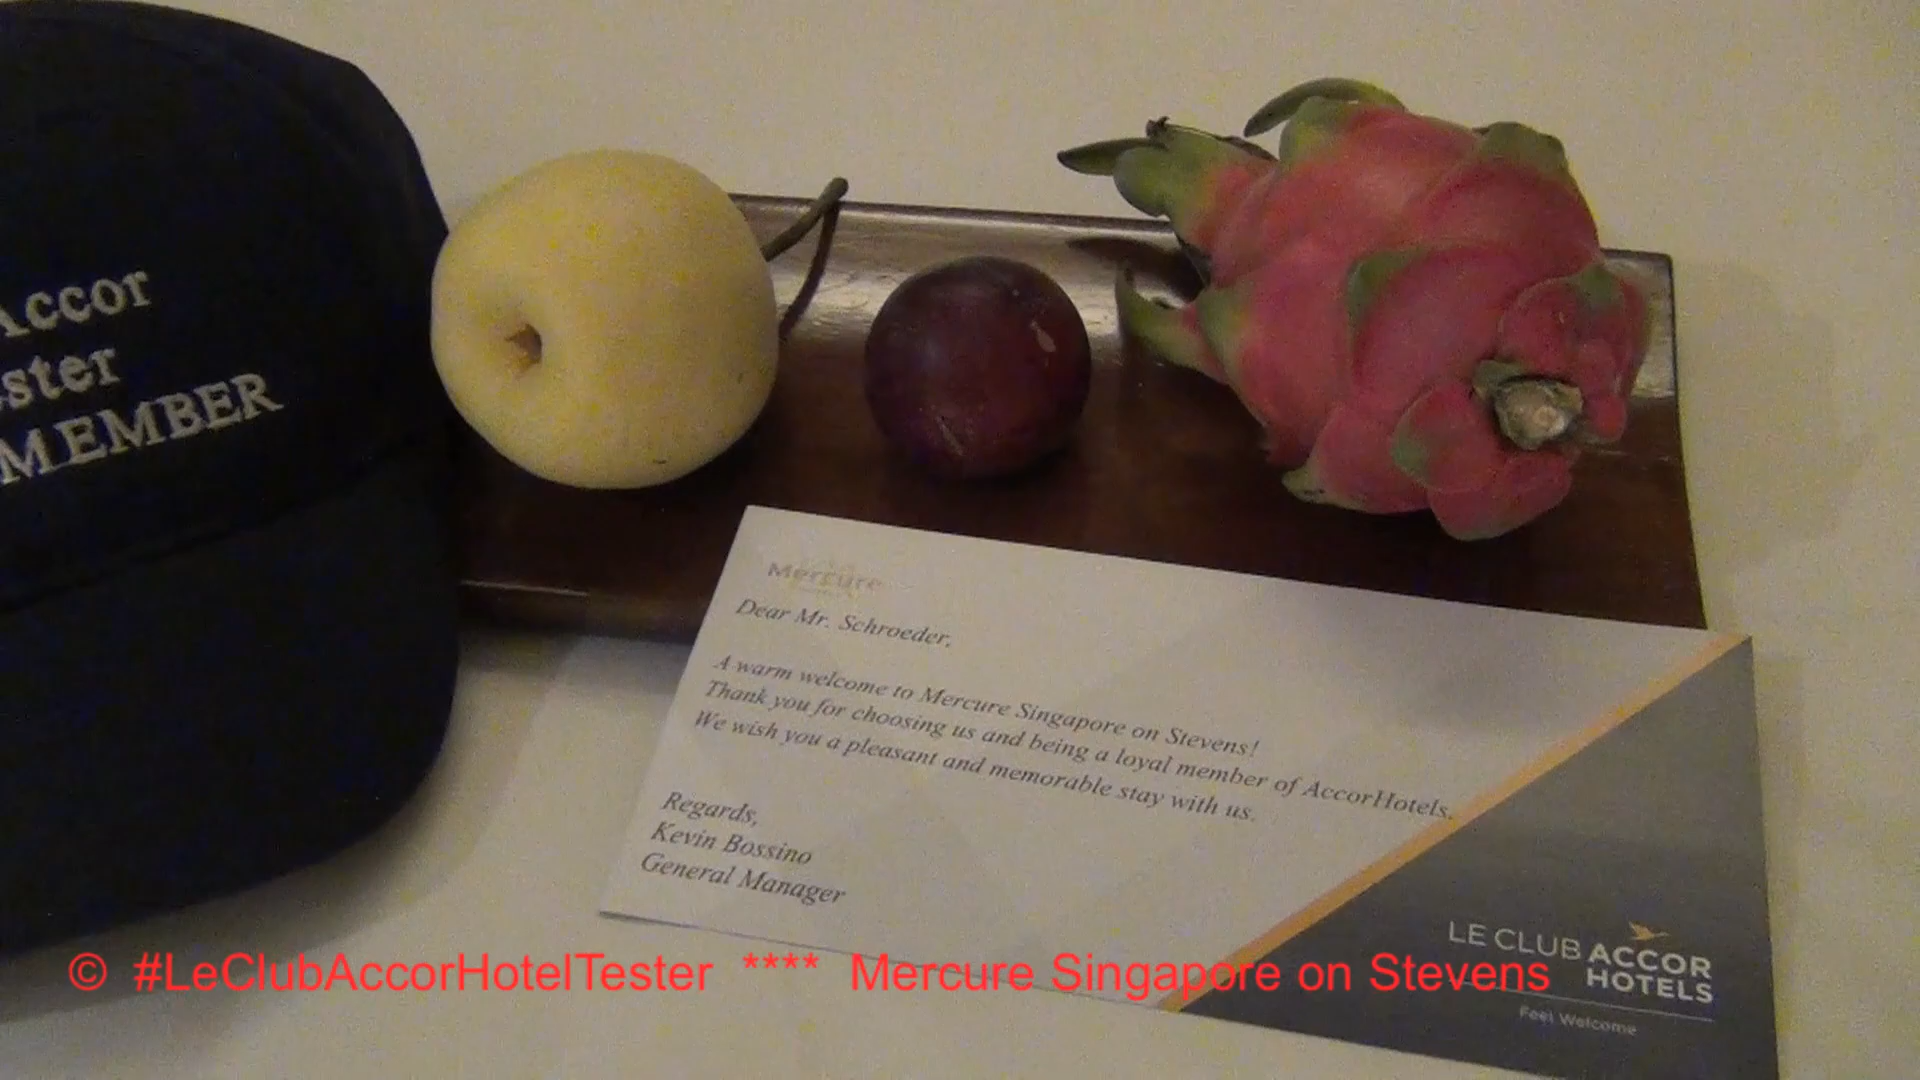 Accor
ster
MEMBER
Mercure
Dear Mr. Schroeder,
A warm welcome to Mercure Singapore on Stevens!
Thank you for choosing us and being a loyal member of AccorHotels.
We wish you a pleasant and memorable stay with us.
Regards,
Kevin Bossino
General Manager
LE CLUB ACCOR
HOTELS
Feel Welcome
© #LeClubAccorHotelTester **** Mercure Singapore on Stevens